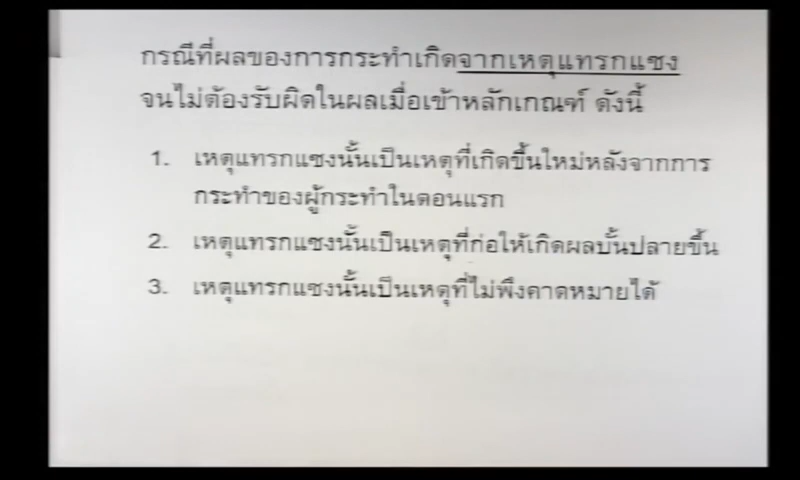 กรณีที่ผลของการกระทำเกิดจากเหตุแทรกแซง
จนไม่ต้องรับผิดในผลเมื่อเข้าหลักเกณฑ์ ดังนี้
1. เหตุแทรกแซงนั้นเป็นเหตุที่เกิดขึ้นใหม่หลังจากการ
กระทำของผู้กระทำในตอนแรก
2. เหตุแทรกแซงนั้นเป็นเหตุที่ก่อให้เกิดผลบั้นปลายขึ้น
3. เหตุแทรกแซงนั้นเป็นเหตุที่ไม่พึงคาดหมายได้